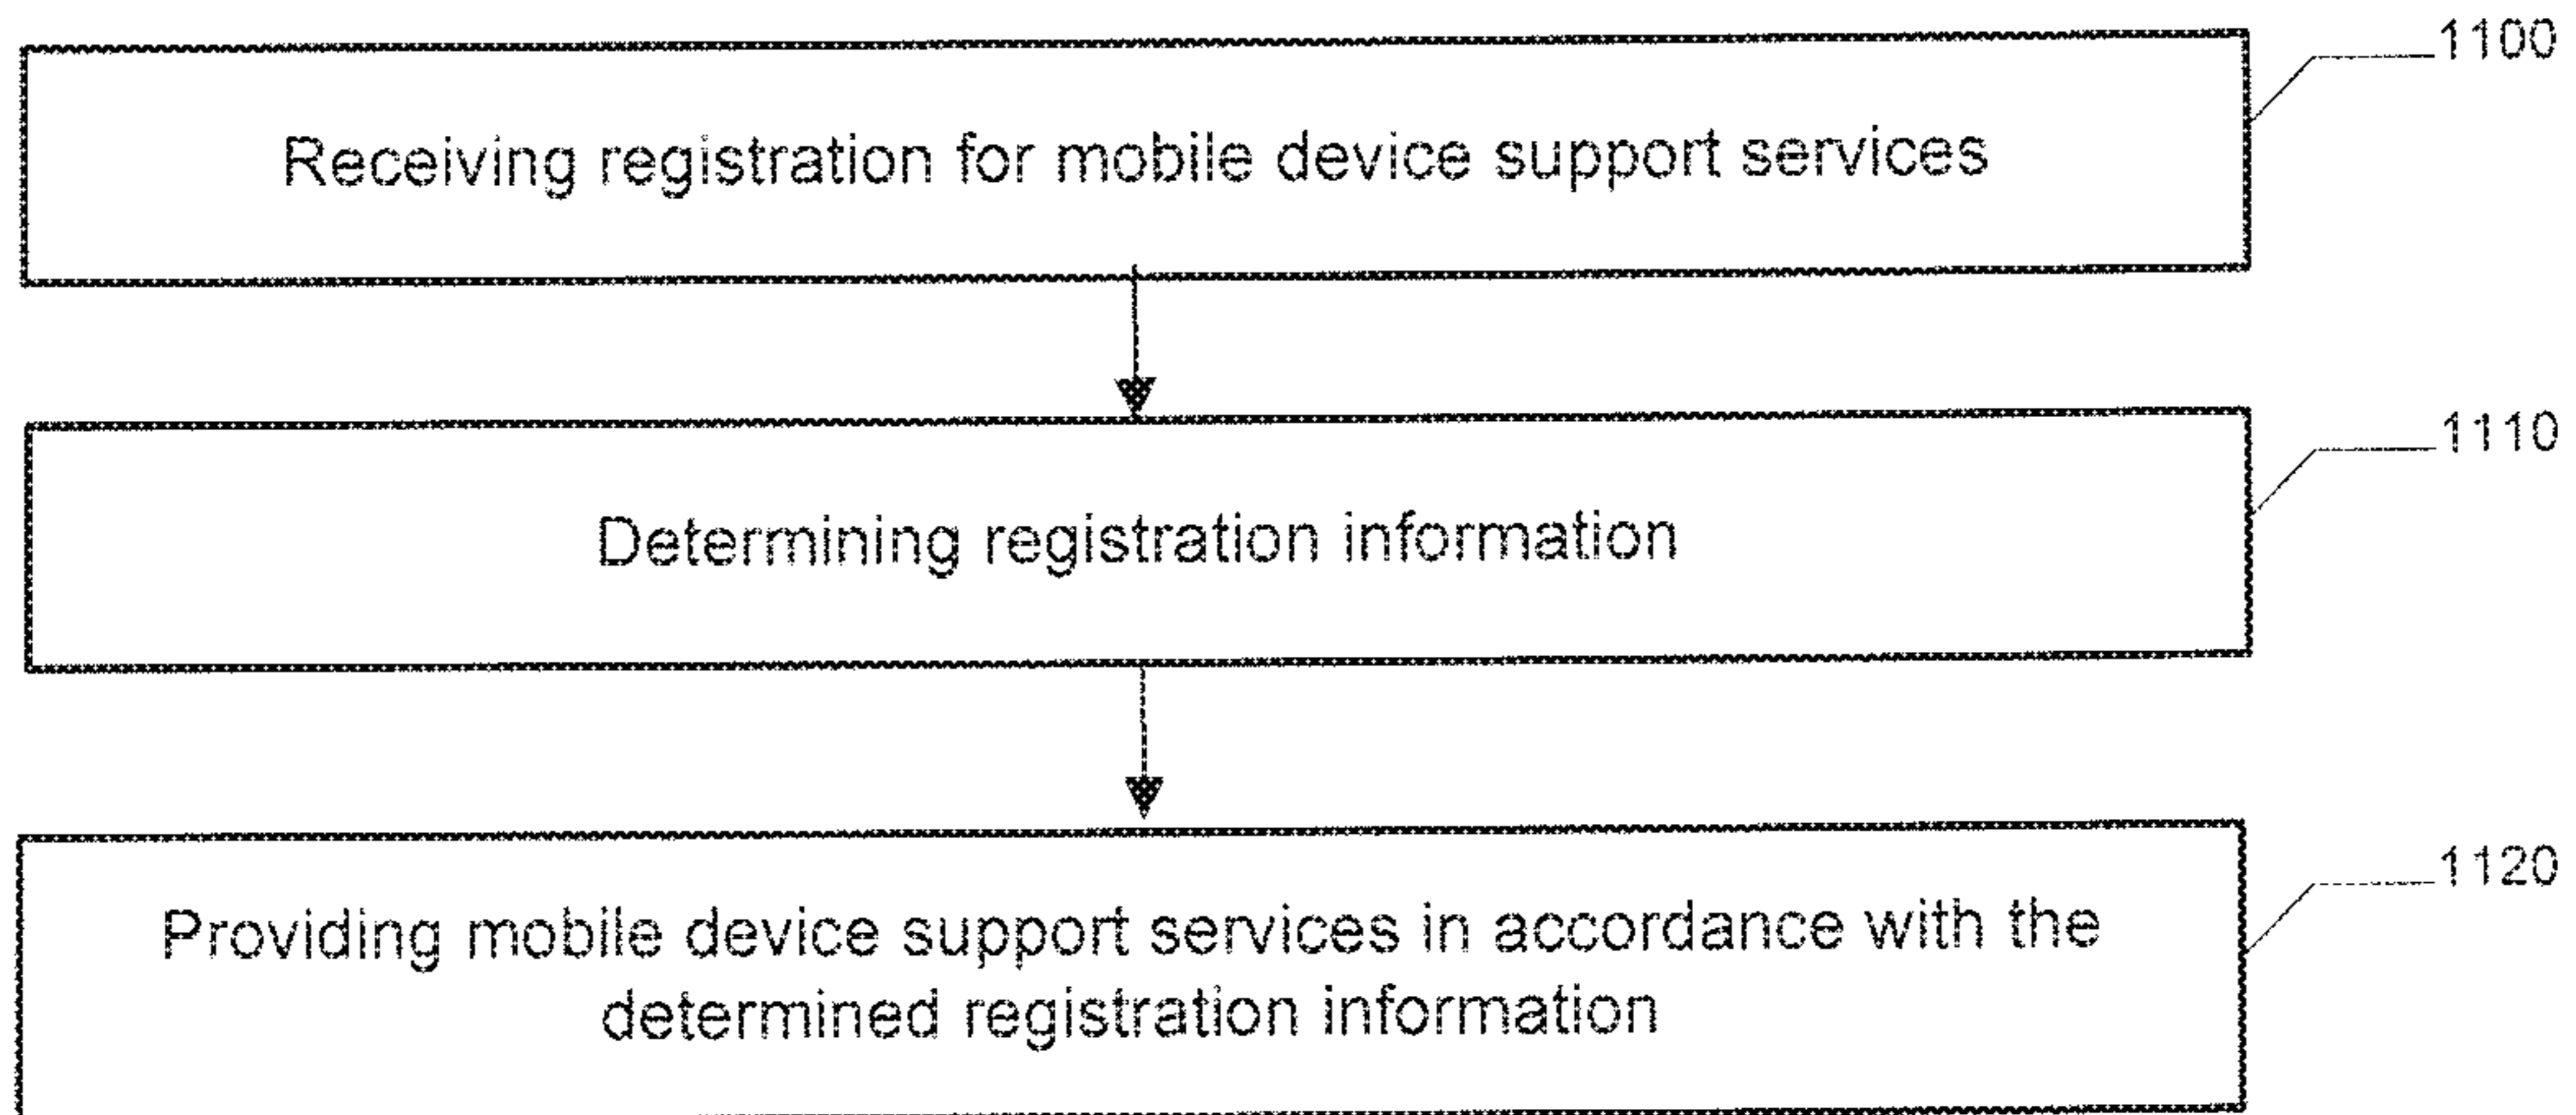 1100
Receiving registration for mobile device support services
1110
Determining registration information
1120
Providing mobile device support services in accordance with the
determined registration information